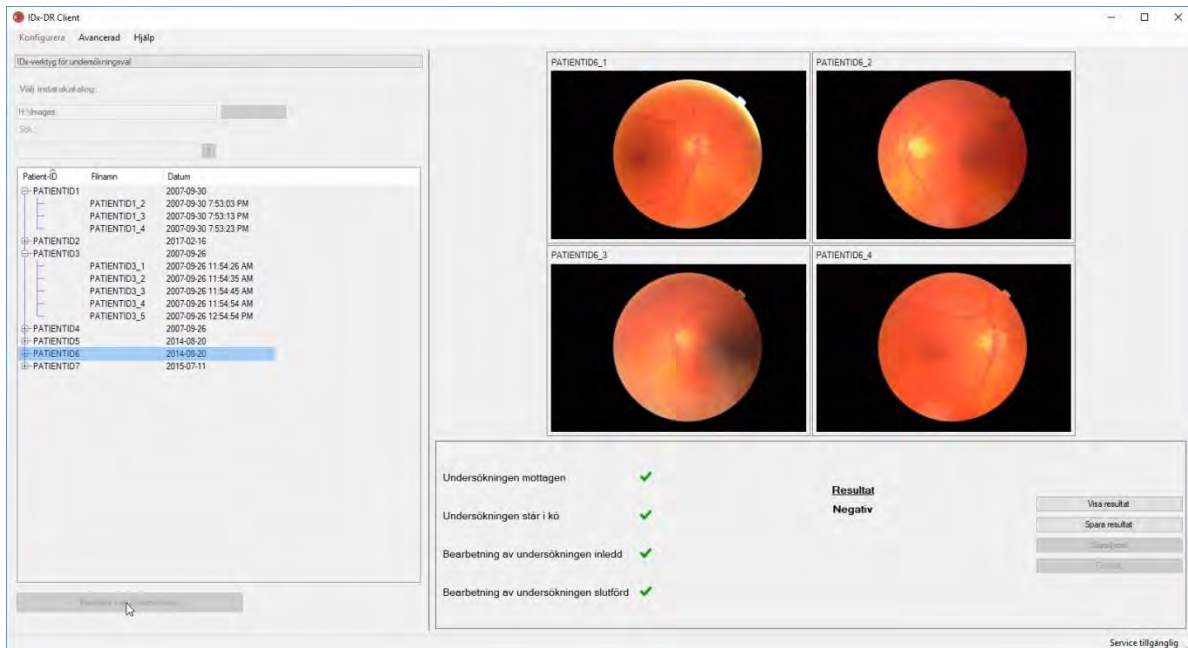 IDx-DR Client
Konfigurera Avancerad Hjälp
IDx-verktyg för undersökningsval
Välj indatakatalog:
H:\Images
Sök:
Patient-ID Filnamn Datum
PATIENTID1 2007-09-30
PATIENTID1_2 2007-09-30 7:53:03 PM
PATIENTID1_3 2007-09-30 7:53:13 PM
PATIENTID1_4 2007-09-30 7:53:23 PM
PATIENTID2 2017-02-16
PATIENTID3 2007-09-26
PATIENTID3_1 2007-09-26 11:54:26 AM
PATIENTID3_2 2007-09-26 11:54:35 AM
PATIENTID3_3 2007-09-26 11:54:45 AM
PATIENTID3_4 2007-09-26 11:54:54 AM
PATIENTID3_5 2007-09-26 12:54:54 PM
PATIENTID4 2007-09-26
PATIENTID5 2014-08-20
PATIENTID6 2014-08-20
PATIENTID7 2015-07-11
PATIENTID6_1 PATIENTID6_2
PATIENTID6_3 PATIENTID6_4
Undersökningen mottagen
Undersökningen står i kö
Bearbetning av undersökningen inledd
Bearbetning av undersökningen slutförd
Resultat
Negativ
Visa resultat
Spara resultat
Service tillgänglig